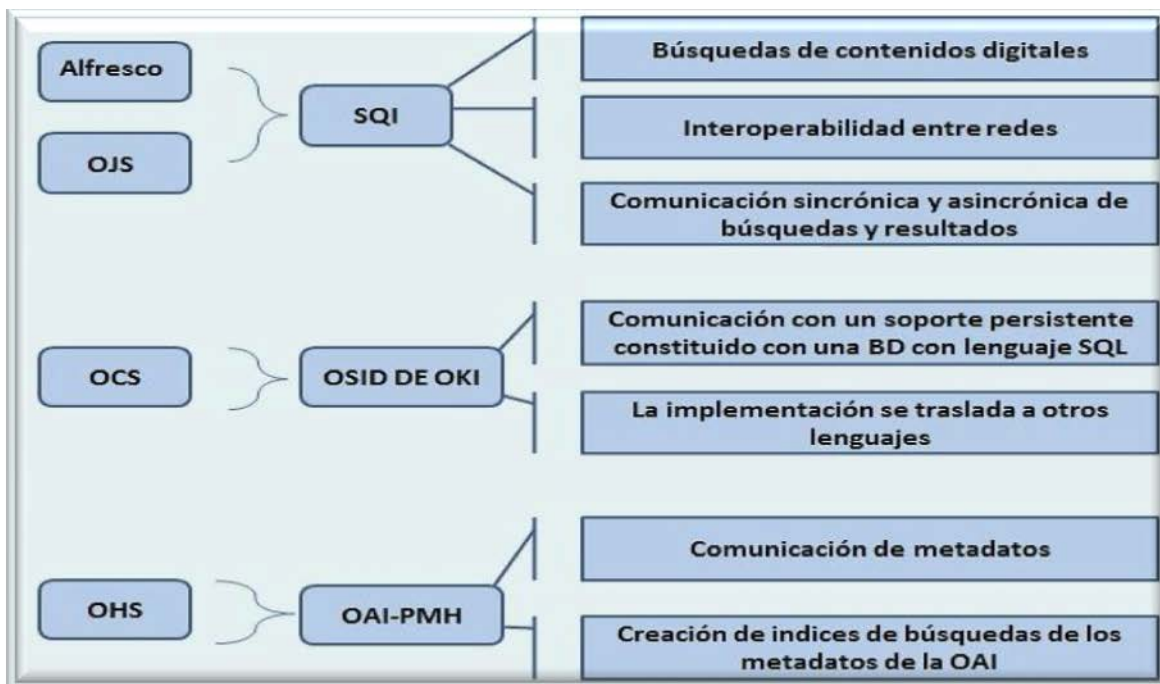 Alfresco
OJS
SQI
Búsquedas de contenidos digitales
Interoperabilidad entre redes
Comunicación sincrónica y asincrónica de
búsquedas y resultados
OCS
OSID DE OKI
Comunicación con un soporte persistente
constituido con una BD con lenguaje SQL
La implementación se traslada a otros
lenguajes
OHS
OAI-PMH
Comunicación de metadatos
Creación de indices de búsquedas de los
metadatos de la OAI